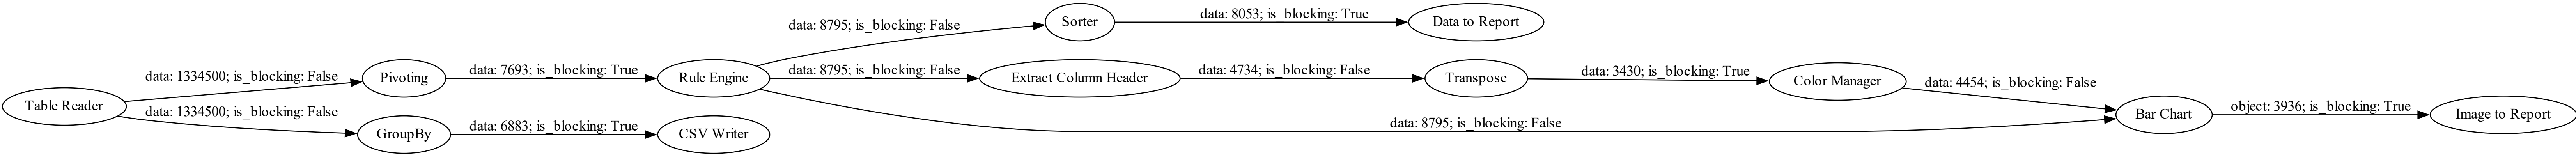 Table Reader
data: 1334500; is_blocking: False
data: 1334500; is_blocking: False
Pivoting
GroupBy
data: 7693; is_blocking: True
data: 6883; is_blocking: True
Rule Engine
CSV Writer
data: 8795; is_blocking: False
data: 8795; is_blocking: False
data: 8795; is_blocking: False
Sorter
Extract Column Header
data: 8053; is_blocking: True
data: 4734; is_blocking: False
Data to Report
Transpose
data: 3430; is_blocking: True
Color Manager
data: 4454; is_blocking: False
Bar Chart
object: 3936; is_blocking: True
Image to Report